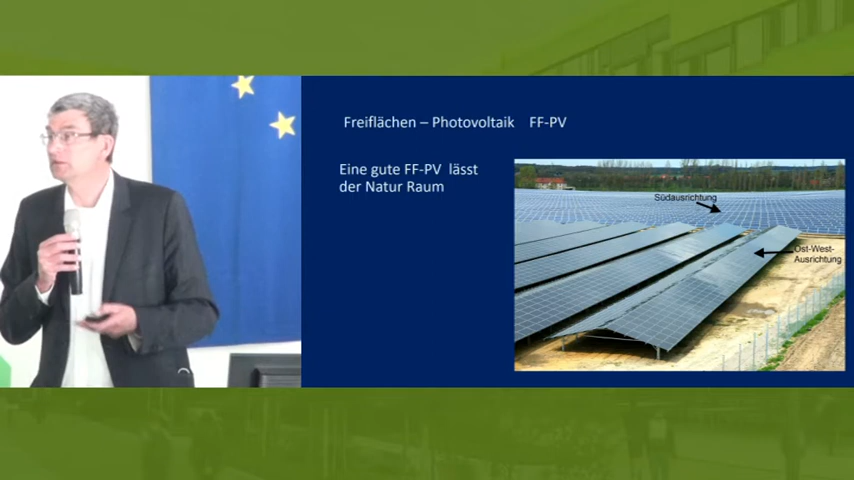 Freiflächen – Photovoltaik FF-PV
Eine gute FF-PV lässt
der Natur Raum
Südausrichtung
Ost-West-
Ausrichtung